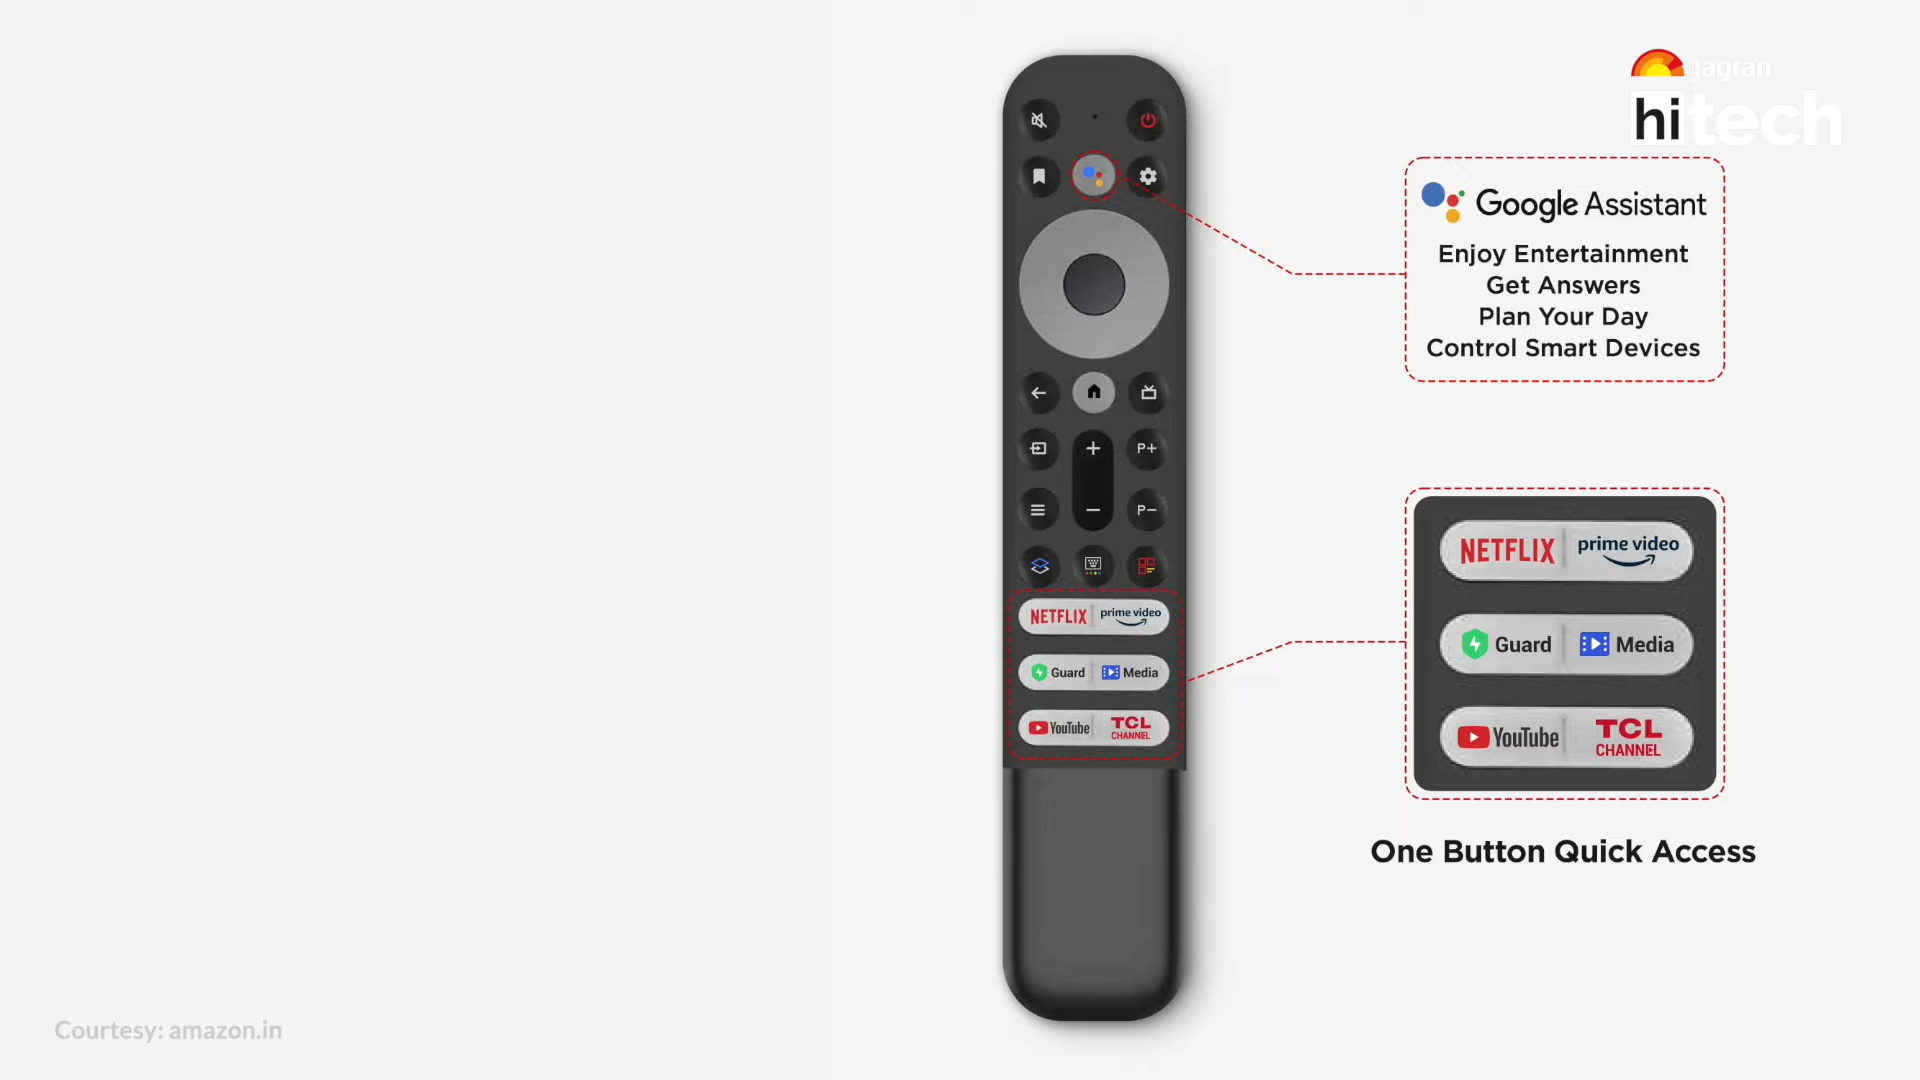 Jagran
hitech
Google Assistant
Enjoy Entertainment
Get Answers
Plan Your Day
Control Smart Devices
P+
P−
NETFLIX prime video
Guard Media
YouTube TCL
CHANNEL
NETFLIX prime video
Guard Media
YouTube TCL
CHANNEL
One Button Quick Access
Courtesy: amazon.in